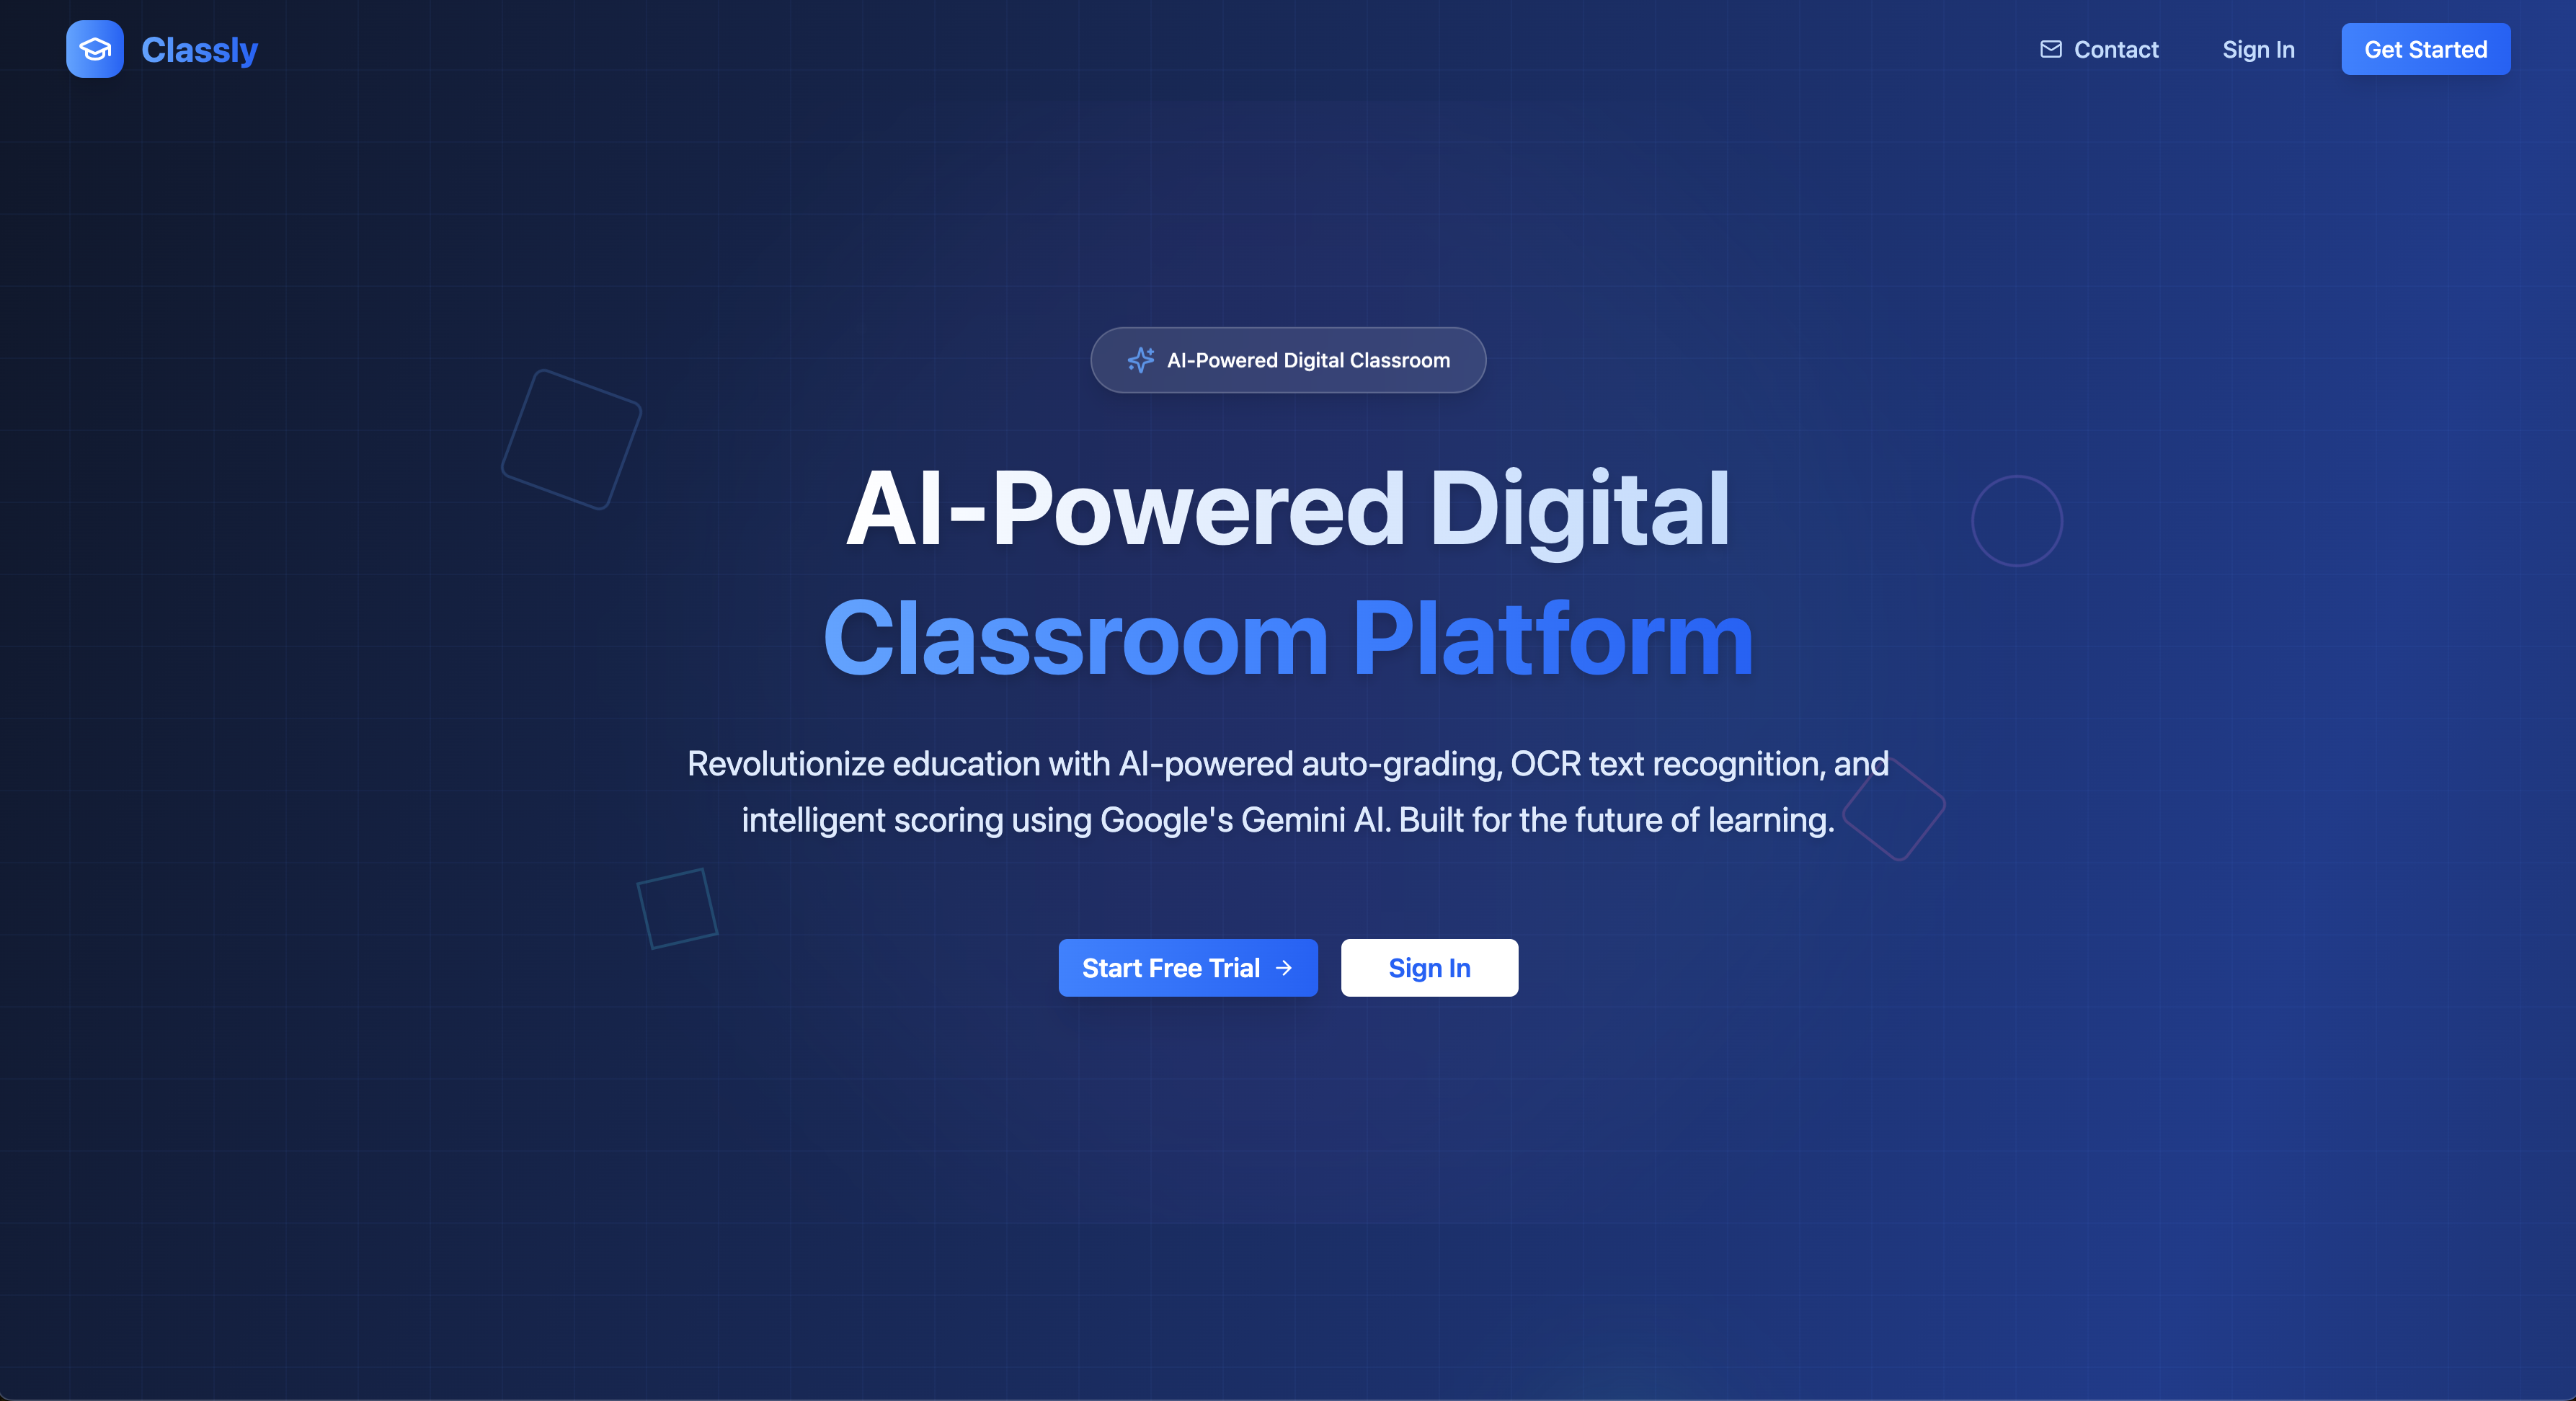 Classly
Contact
Sign In
Get Started
AI-Powered Digital Classroom
AI-Powered Digital
Classroom Platform
Revolutionize education with AI-powered auto-grading, OCR text recognition, and
intelligent scoring using Google's Gemini AI. Built for the future of learning.
Start Free Trial →
Sign In